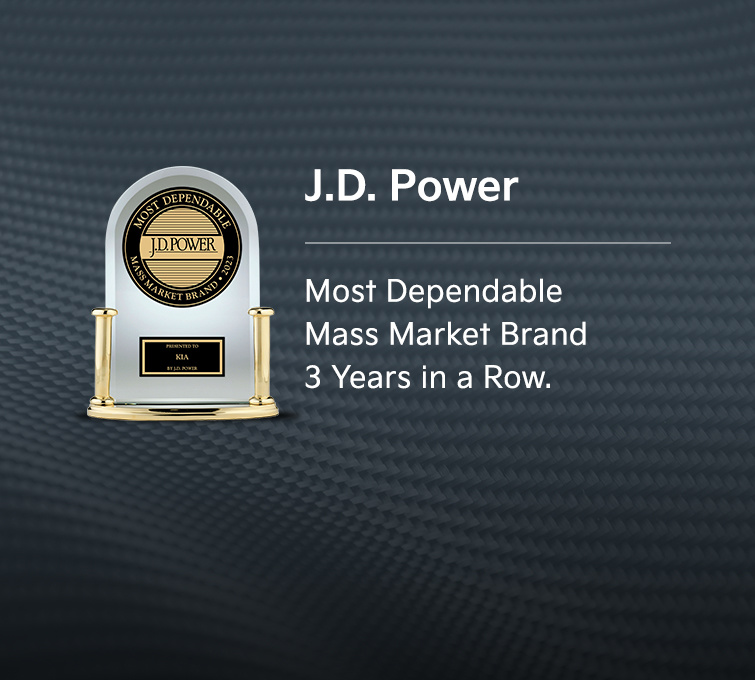 MOST DEPENDABLE
J.D. POWER
MASS MARKET BRAND • 2023
PRESENTED TO
KIA
BY J.D. POWER
J.D. Power
Most Dependable
Mass Market Brand
3 Years in a Row.